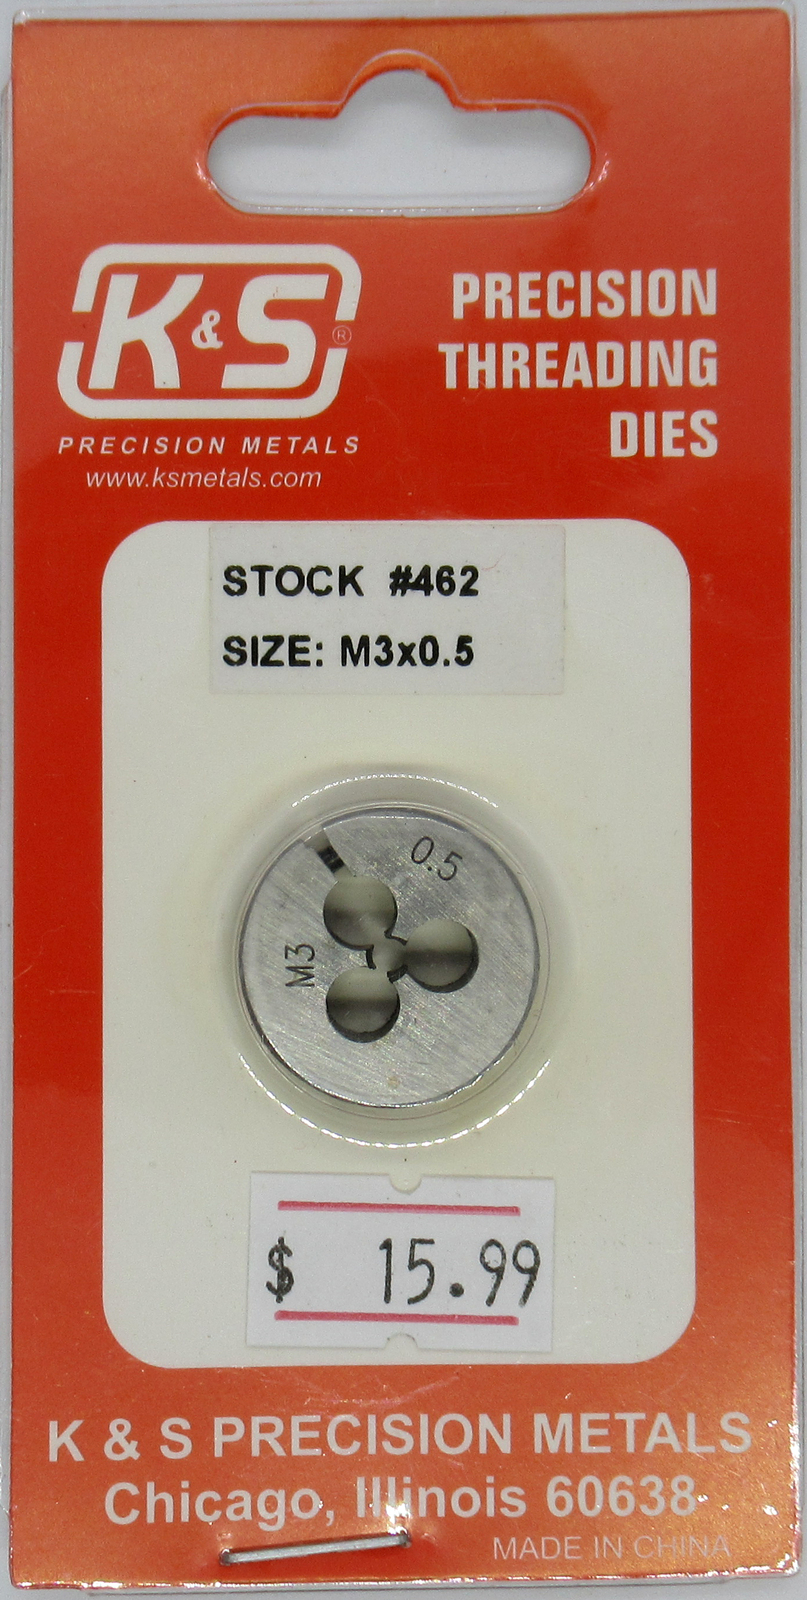 K&S®
PRECISION METALS
www.ksmetals.com
PRECISION
THREADING
DIES
STOCK #462
SIZE: M3x0.5
0.5
M3
$ 15.99
K & S PRECISION METALS
Chicago, Illinois 60638
MADE IN CHINA